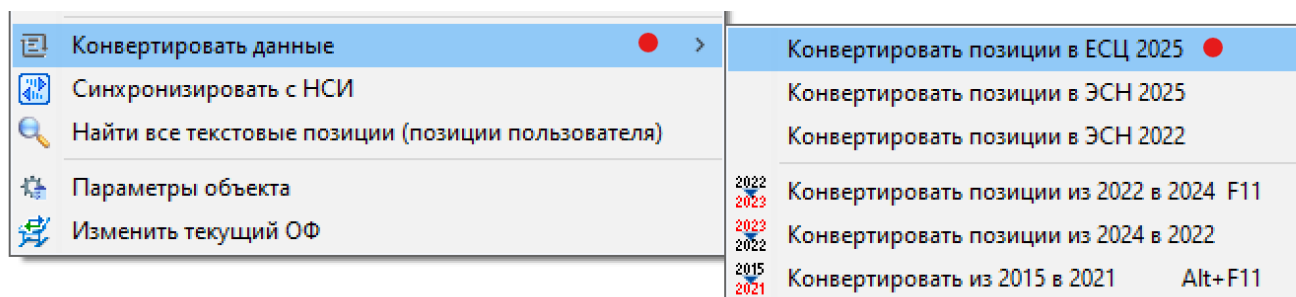 Конвертировать данные >
Синхронизировать с НСИ
Найти все текстовые позиции (позиции пользователя)
Параметры объекта
Изменить текущий ОФ
Конвертировать позиции в ЕСЦ 2025
Конвертировать позиции в ЭСН 2025
Конвертировать позиции в ЭСН 2022
2022
2023
Конвертировать позиции из 2022 в 2024 F11
2023
2022
Конвертировать позиции из 2024 в 2022
2015
2021
Конвертировать из 2015 в 2021 Alt+F11